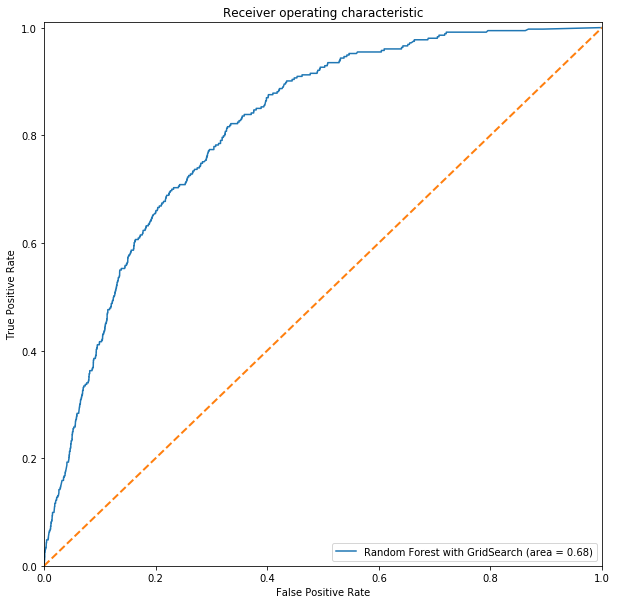 Receiver operating characteristic
1.0
0.8
0.6
0.4
0.2
0.0
True Positive Rate
Random Forest with GridSearch (area = 0.68)
0.0 0.2 0.4 0.6 0.8 1.0
False Positive Rate